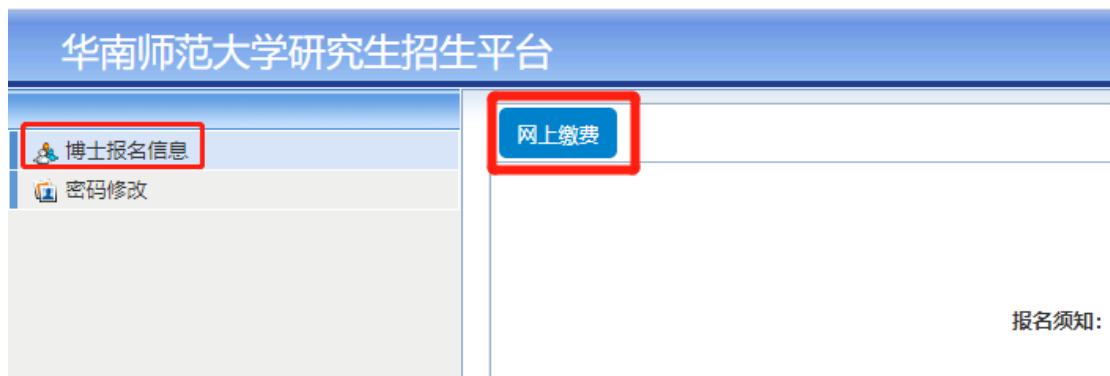 华南师范大学研究生招生平台
博士报名信息
密码修改
网上缴费
报名须知: